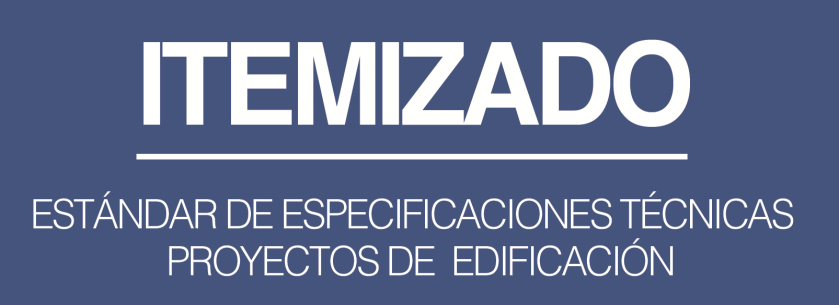 ITEMIZADO
ESTÁNDAR DE ESPECIFICACIONES TÉCNICAS
PROYECTOS DE EDIFICACIÓN